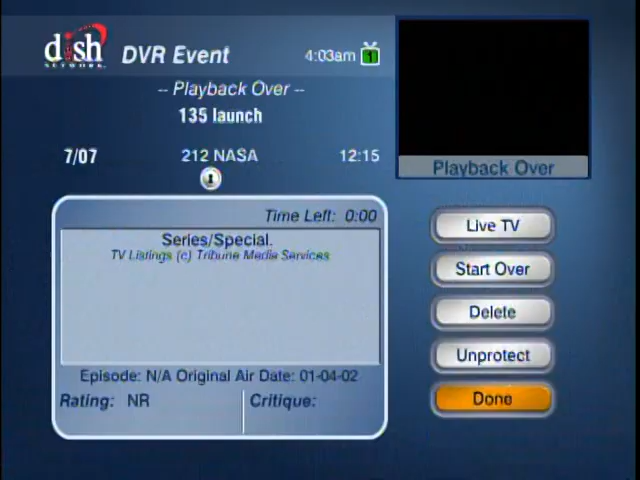 dish
NETWORK
DVR Event
4:03am 1
-- Playback Over --
135 launch
7/07 212 NASA 12:15
Playback Over
Time Left: 0:00
Series/Special.
TV Listings (c) Tribune Media Services
Episode: N/A Original Air Date: 01-04-02
Rating: NR Critique:
Live TV
Start Over
Delete
Unprotect
Done